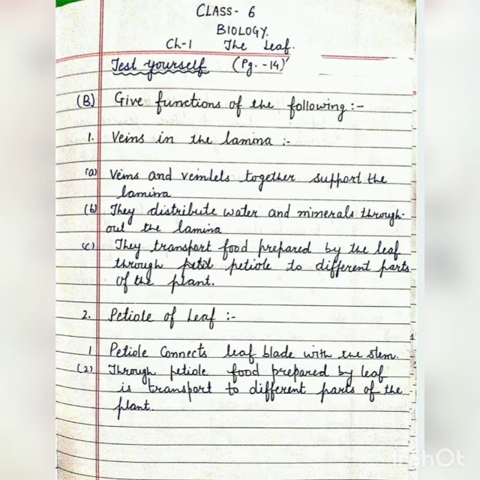 CLASS- 6
BIOLOGY.
Ch-1 The Leaf.
Test yourself (Pg. -14)
(B) Give functions of the following :-
1. Veins in the lamina :-
(a) Veins and veinlets together support the
lamina
(b) They distribute water and minerals through-
out the lamina
(c) They transport food prepared by the leaf
through petil petiole to different parts
of the plant.
2. Petiole of Leaf :-
1 Petiole connects leaf blade with the stem.
(2) Through petiole food prepared by leaf
is transport to different parts of the
plant.